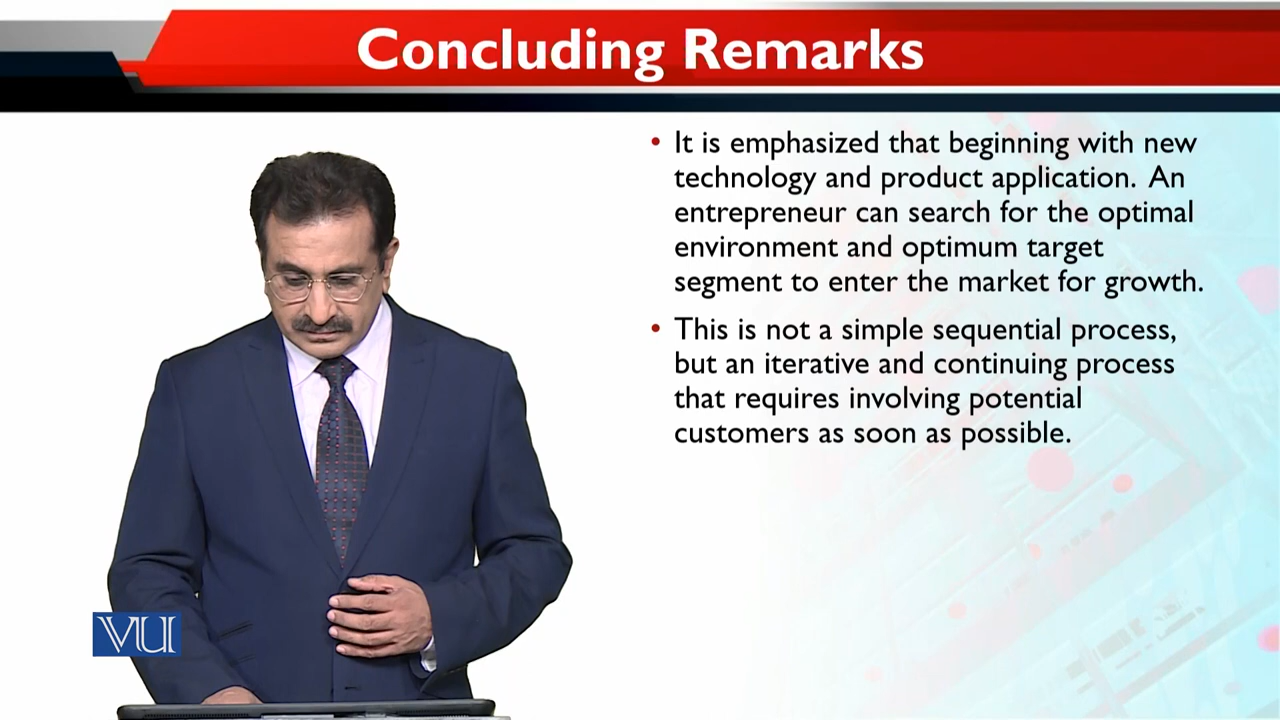 Concluding Remarks
• It is emphasized that beginning with new
technology and product application. An
entrepreneur can search for the optimal
environment and optimum target
segment to enter the market for growth.
• This is not a simple sequential process,
but an iterative and continuing process
that requires involving potential
customers as soon as possible.
VU